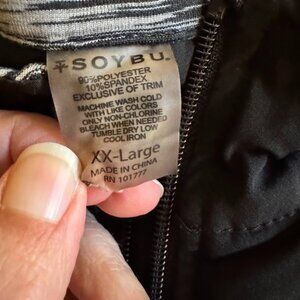 SOYBU.
90%POLYESTER
10%SPANDEX
EXCLUSIVE OF TRIM
MACHINE WASH COLD
WITH LIKE COLORS
ONLY NON-CHLORINE
BLEACH WHEN NEEDED
TUMBLE DRY LOW
COOL IRON
XX-Large
MADE IN CHINA
RN 101777